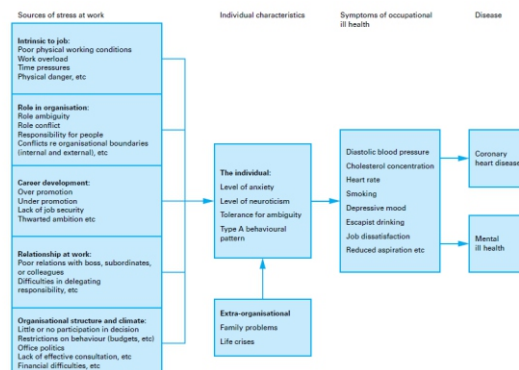 Sources of stress at work
Individual characteristics
Symptoms of occupational
ill health
Disease
Intrinsic to job:
Poor physical working conditions
Work overload
Time pressures
Physical danger, etc
Role in organisation:
Role ambiguity
Role conflict
Responsibility for people
Conflicts re organisational boundaries
(internal and external), etc
Career development:
Over promotion
Under promotion
Lack of job security
Thwarted ambition etc
Relationship at work:
Poor relations with boss, subordinates,
or colleagues
Difficulties in delegating
responsibility, etc
Organisational structure and climate:
Little or no participation in decision
Restrictions on behaviour (budgets, etc)
Office politics
Lack of effective consultation, etc
Financial difficulties, etc
The individual:
Level of anxiety
Level of neuroticism
Tolerance for ambiguity
Type A behavioural
pattern
Extra-organisational
Family problems
Life crises
Diastolic blood pressure
Cholesterol concentration
Heart rate
Smoking
Depressive mood
Escapist drinking
Job dissatisfaction
Reduced aspiration etc
Coronary
heart disease
Mental
ill health